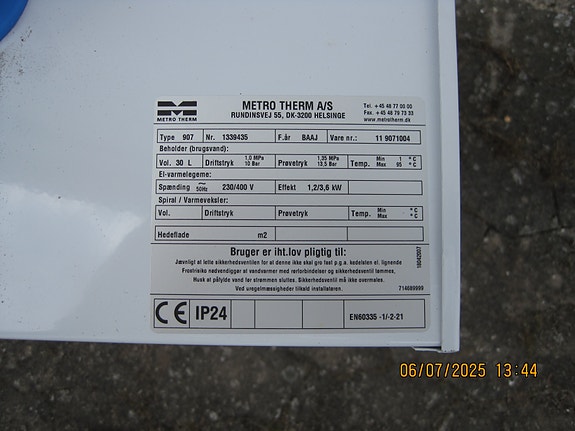 METRO THERM
METRO THERM A/S
RUNDINSVEJ 55, DK-3200 HELSINGE
Tel. +45 48 77 00 00
Fax. +45 48 79 73 33
www.metrotherm.dk
Type 907 Nr. 1339435 F.år BAAJ Vare nr.: 11 9071004
Beholder (brugsvand):
Vol. 30 L Driftstryk 1,0 MPa 10 Bar Prøvetryk 1,35 MPa 13,5 Bar Temp. Min 1 °C Max 95 °C
El-varmelegeme:
Spænding ~ 50Hz 230/400 V Effekt 1,2/3,6 kW
Spiral / Varmeveksler:
Vol. Driftstryk Prøvetryk Temp. Min °C Max °C
Hedeflade m2
Bruger er iht.lov pligtig til:
Jævnligt at lette sikkerhedsventilen for at denne ikke skal gro fast p.g.a. kedelsten el. lignende
Frostrisiko nødvendiggør at vandvarmer med rørforbindelser og sikkerhedsventil tømmes,
Husk at påfylde vand før strømmen sluttes. Sikkerhedsventil må ikke overmales.
Ved uregelmæssigheder tilkald installatøren.
714689999
18042007
CE IP24 EN60335 -1/-2-21
06/07/2025 13:44